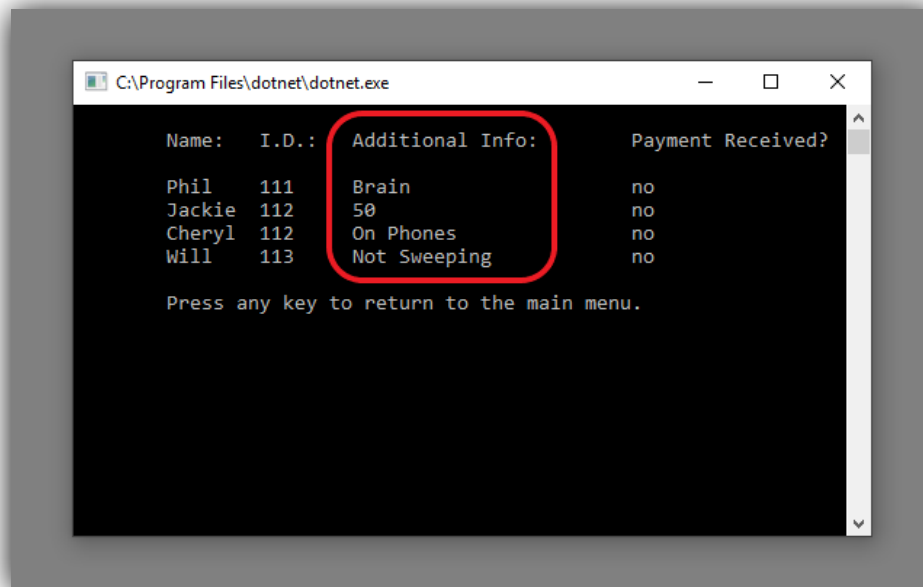 C:\Program Files\dotnet\dotnet.exe
Name: I.D.: Additional Info: Payment Received?
Phil 111 Brain no
Jackie 112 50 no
Cheryl 112 On Phones no
Will 113 Not Sweeping no
Press any key to return to the main menu.